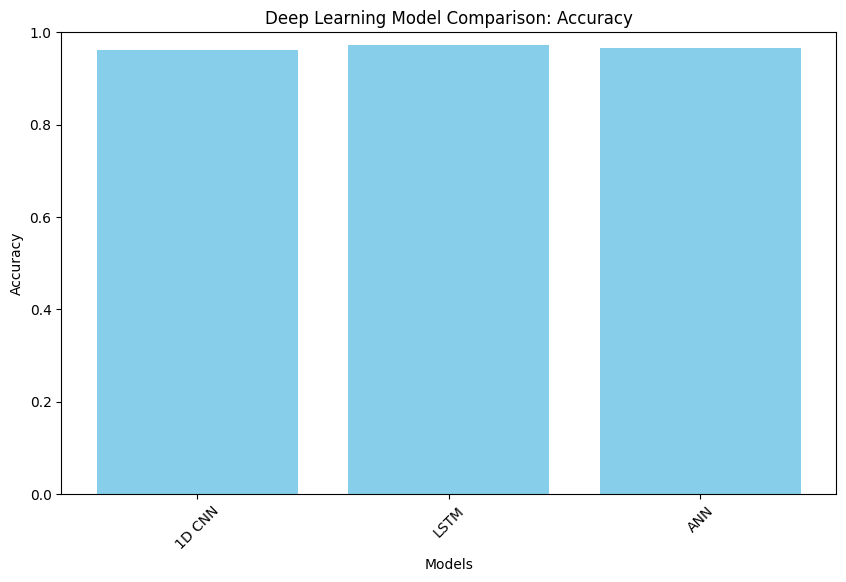 Deep Learning Model Comparison: Accuracy
1.0
0.8
0.6
0.4
0.2
0.0
Accuracy
1D CNN
LSTM
ANN
Models